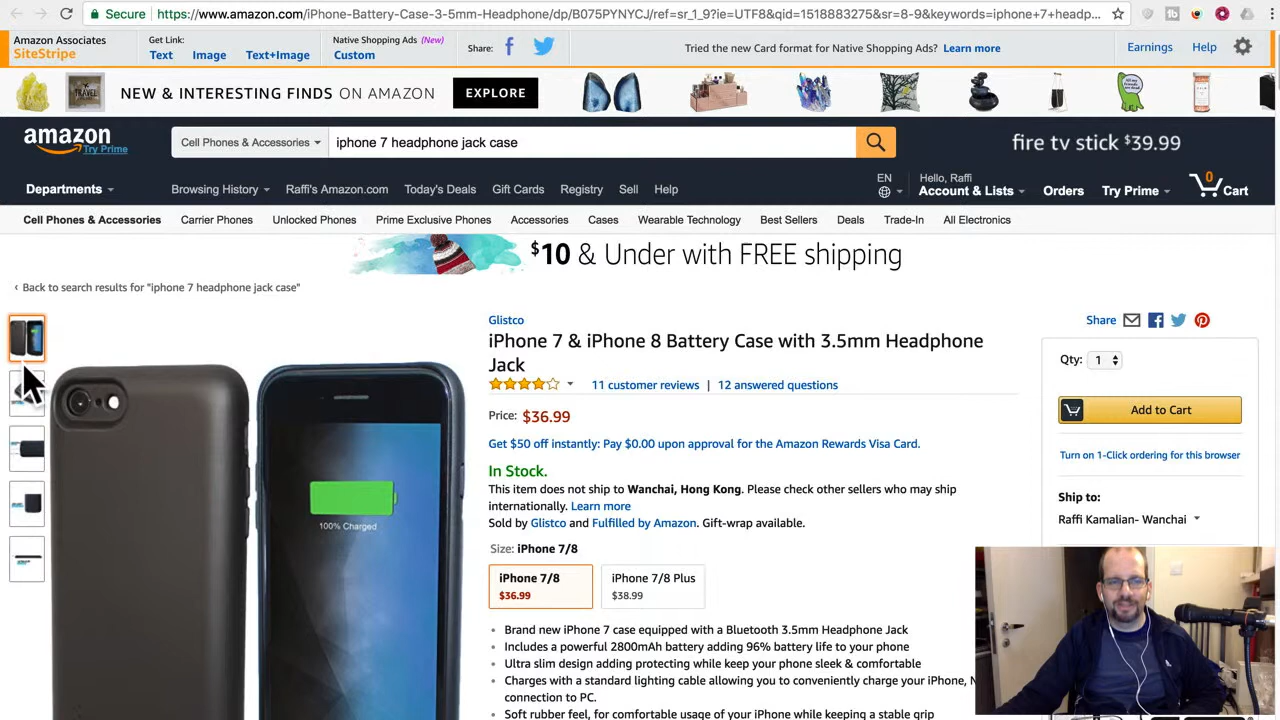 Secure
https://www.amazon.com/iPhone-Battery-Case-3-5mm-Headphone/dp/B075PYNYCJ/ref=sr_1_9?ie=UTF8&qid=1518883275&sr=8-9&keywords=iphone+7+headp...
Amazon Associates
SiteStripe
Get Link:
Text
Image
Text+Image
Native Shopping Ads (New)
Custom
Share:
Tried the new Card format for Native Shopping Ads? Learn more
Earnings
Help
TRAVEL
NEW & INTERESTING FINDS ON AMAZON
EXPLORE
amazon
Try Prime
Cell Phones & Accessories
iphone 7 headphone jack case
fire tv stick $39.99
Departments
Browsing History
Raffi's Amazon.com
Today's Deals
Gift Cards
Registry
Sell
Help
EN
Hello, Raffi
Account & Lists
Orders
Try Prime
0
Cart
Cell Phones & Accessories
Carrier Phones
Unlocked Phones
Prime Exclusive Phones
Accessories
Cases
Wearable Technology
Best Sellers
Deals
Trade-In
All Electronics
$10 & Under with FREE shipping
‹ Back to search results for "iphone 7 headphone jack case"
Glistco
iPhone 7 & iPhone 8 Battery Case with 3.5mm Headphone
Jack
11 customer reviews | 12 answered questions
Price: $36.99
Get $50 off instantly: Pay $0.00 upon approval for the Amazon Rewards Visa Card.
In Stock.
This item does not ship to Wanchai, Hong Kong. Please check other sellers who may ship
internationally. Learn more
Sold by Glistco and Fulfilled by Amazon. Gift-wrap available.
Size: iPhone 7/8
iPhone 7/8
$36.99
iPhone 7/8 Plus
$38.99
• Brand new iPhone 7 case equipped with a Bluetooth 3.5mm Headphone Jack
• Includes a powerful 2800mAh battery adding 96% battery life to your phone
• Ultra slim design adding protecting while keep your phone sleek & comfortable
• Charges with a standard lighting cable allowing you to conveniently charge your iPhone, N
connection to PC.
• Soft rubber feel, for comfortable usage of your iPhone while keeping a stable grip
100% Charged
Share
Qty: 1
Add to Cart
Turn on 1-Click ordering for this browser
Ship to:
Raffi Kamalian- Wanchai